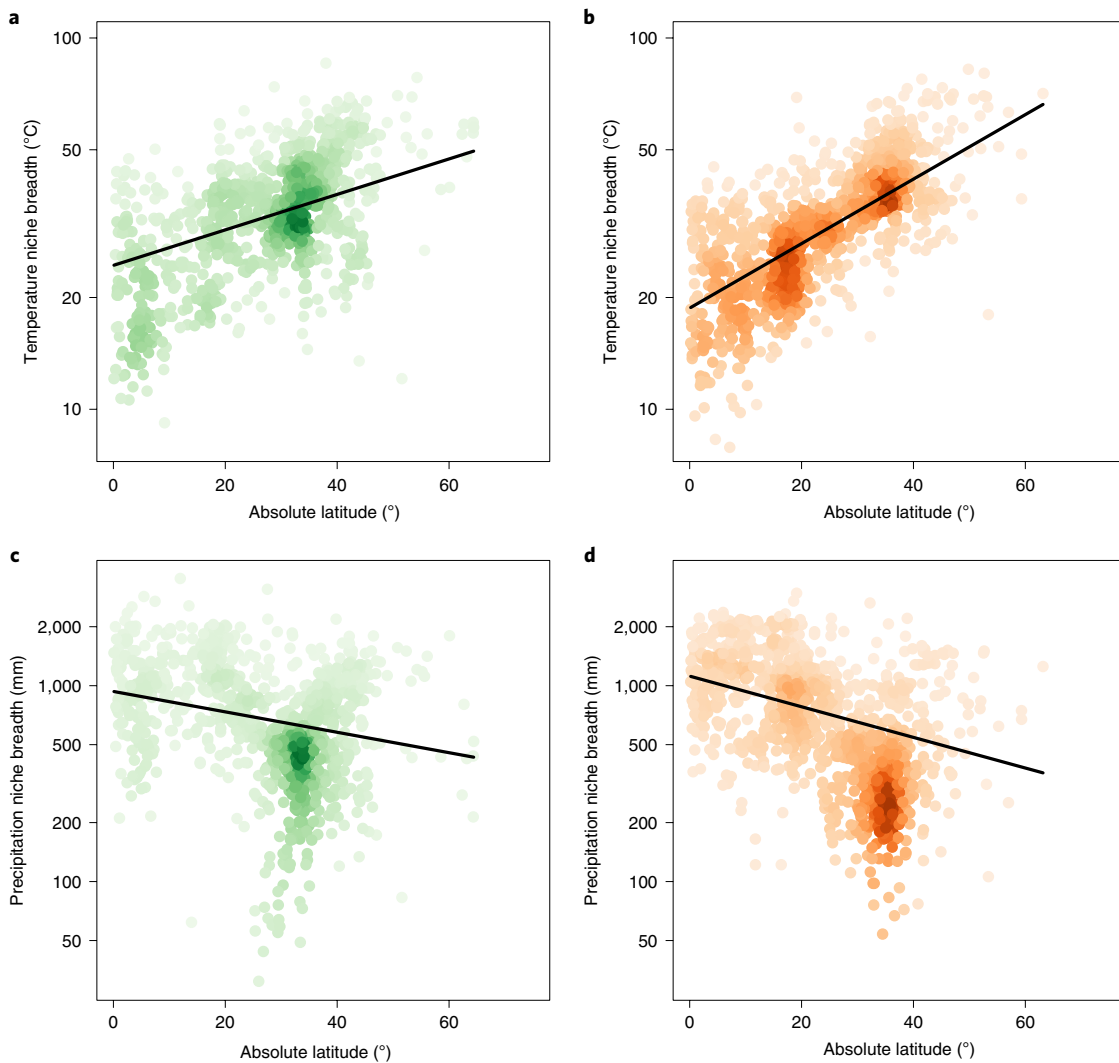 a
100
50
20
10
Temperature niche breadth (°C)
0 20 40 60
Absolute latitude (°)
b
100
50
20
10
Temperature niche breadth (°C)
0 20 40 60
Absolute latitude (°)
c
2,000
1,000
500
200
100
50
Precipitation niche breadth (mm)
0 20 40 60
Absolute latitude (°)
d
2,000
1,000
500
200
100
50
Precipitation niche breadth (mm)
0 20 40 60
Absolute latitude (°)